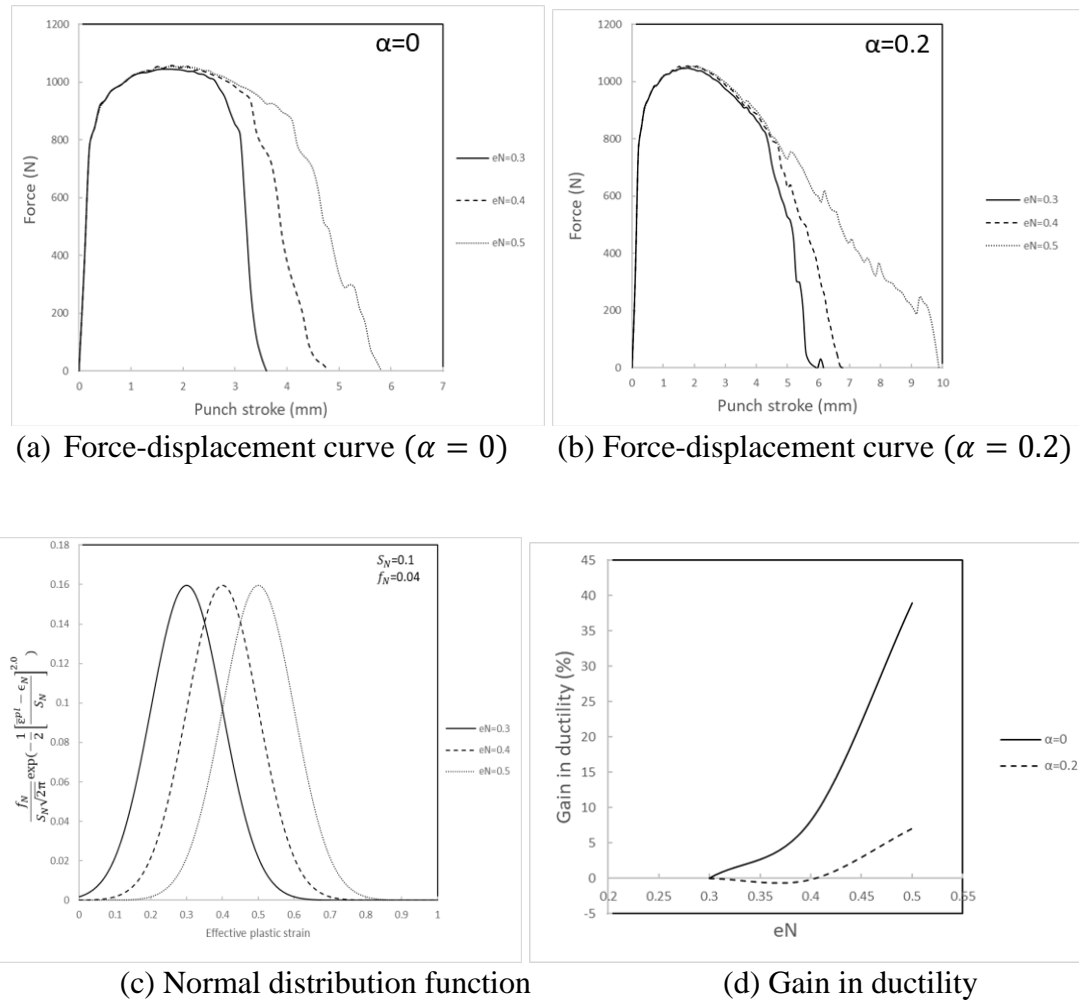 α=0
1200
1000
800
600
400
200
0
Force (N)
0 1 2 3 4 5 6 7
Punch stroke (mm)
eN=0.3
eN=0.4
eN=0.5
(a) Force-displacement curve (α = 0)
α=0.2
1200
1000
800
600
400
200
0
Force (N)
0 1 2 3 4 5 6 7 8 9 10
Punch stroke (mm)
eN=0.3
eN=0.4
eN=0.5
(b) Force-displacement curve (α = 0.2)
S_N=0.1
f_N=0.04
0.18
0.16
0.14
0.12
0.1
0.08
0.06
0.04
0.02
0
f_N/(S_N√2π) exp(-1/2 [(ε̄^pl − ϵ_N)/S_N]^2.0)
0 0.1 0.2 0.3 0.4 0.5 0.6 0.7 0.8 0.9 1
Effective plastic strain
eN=0.3
eN=0.4
eN=0.5
(c) Normal distribution function
45
40
35
30
25
20
15
10
5
0
-5
Gain in ductility (%)
0.2 0.25 0.3 0.35 0.4 0.45 0.5 0.55
eN
α=0
α=0.2
(d) Gain in ductility